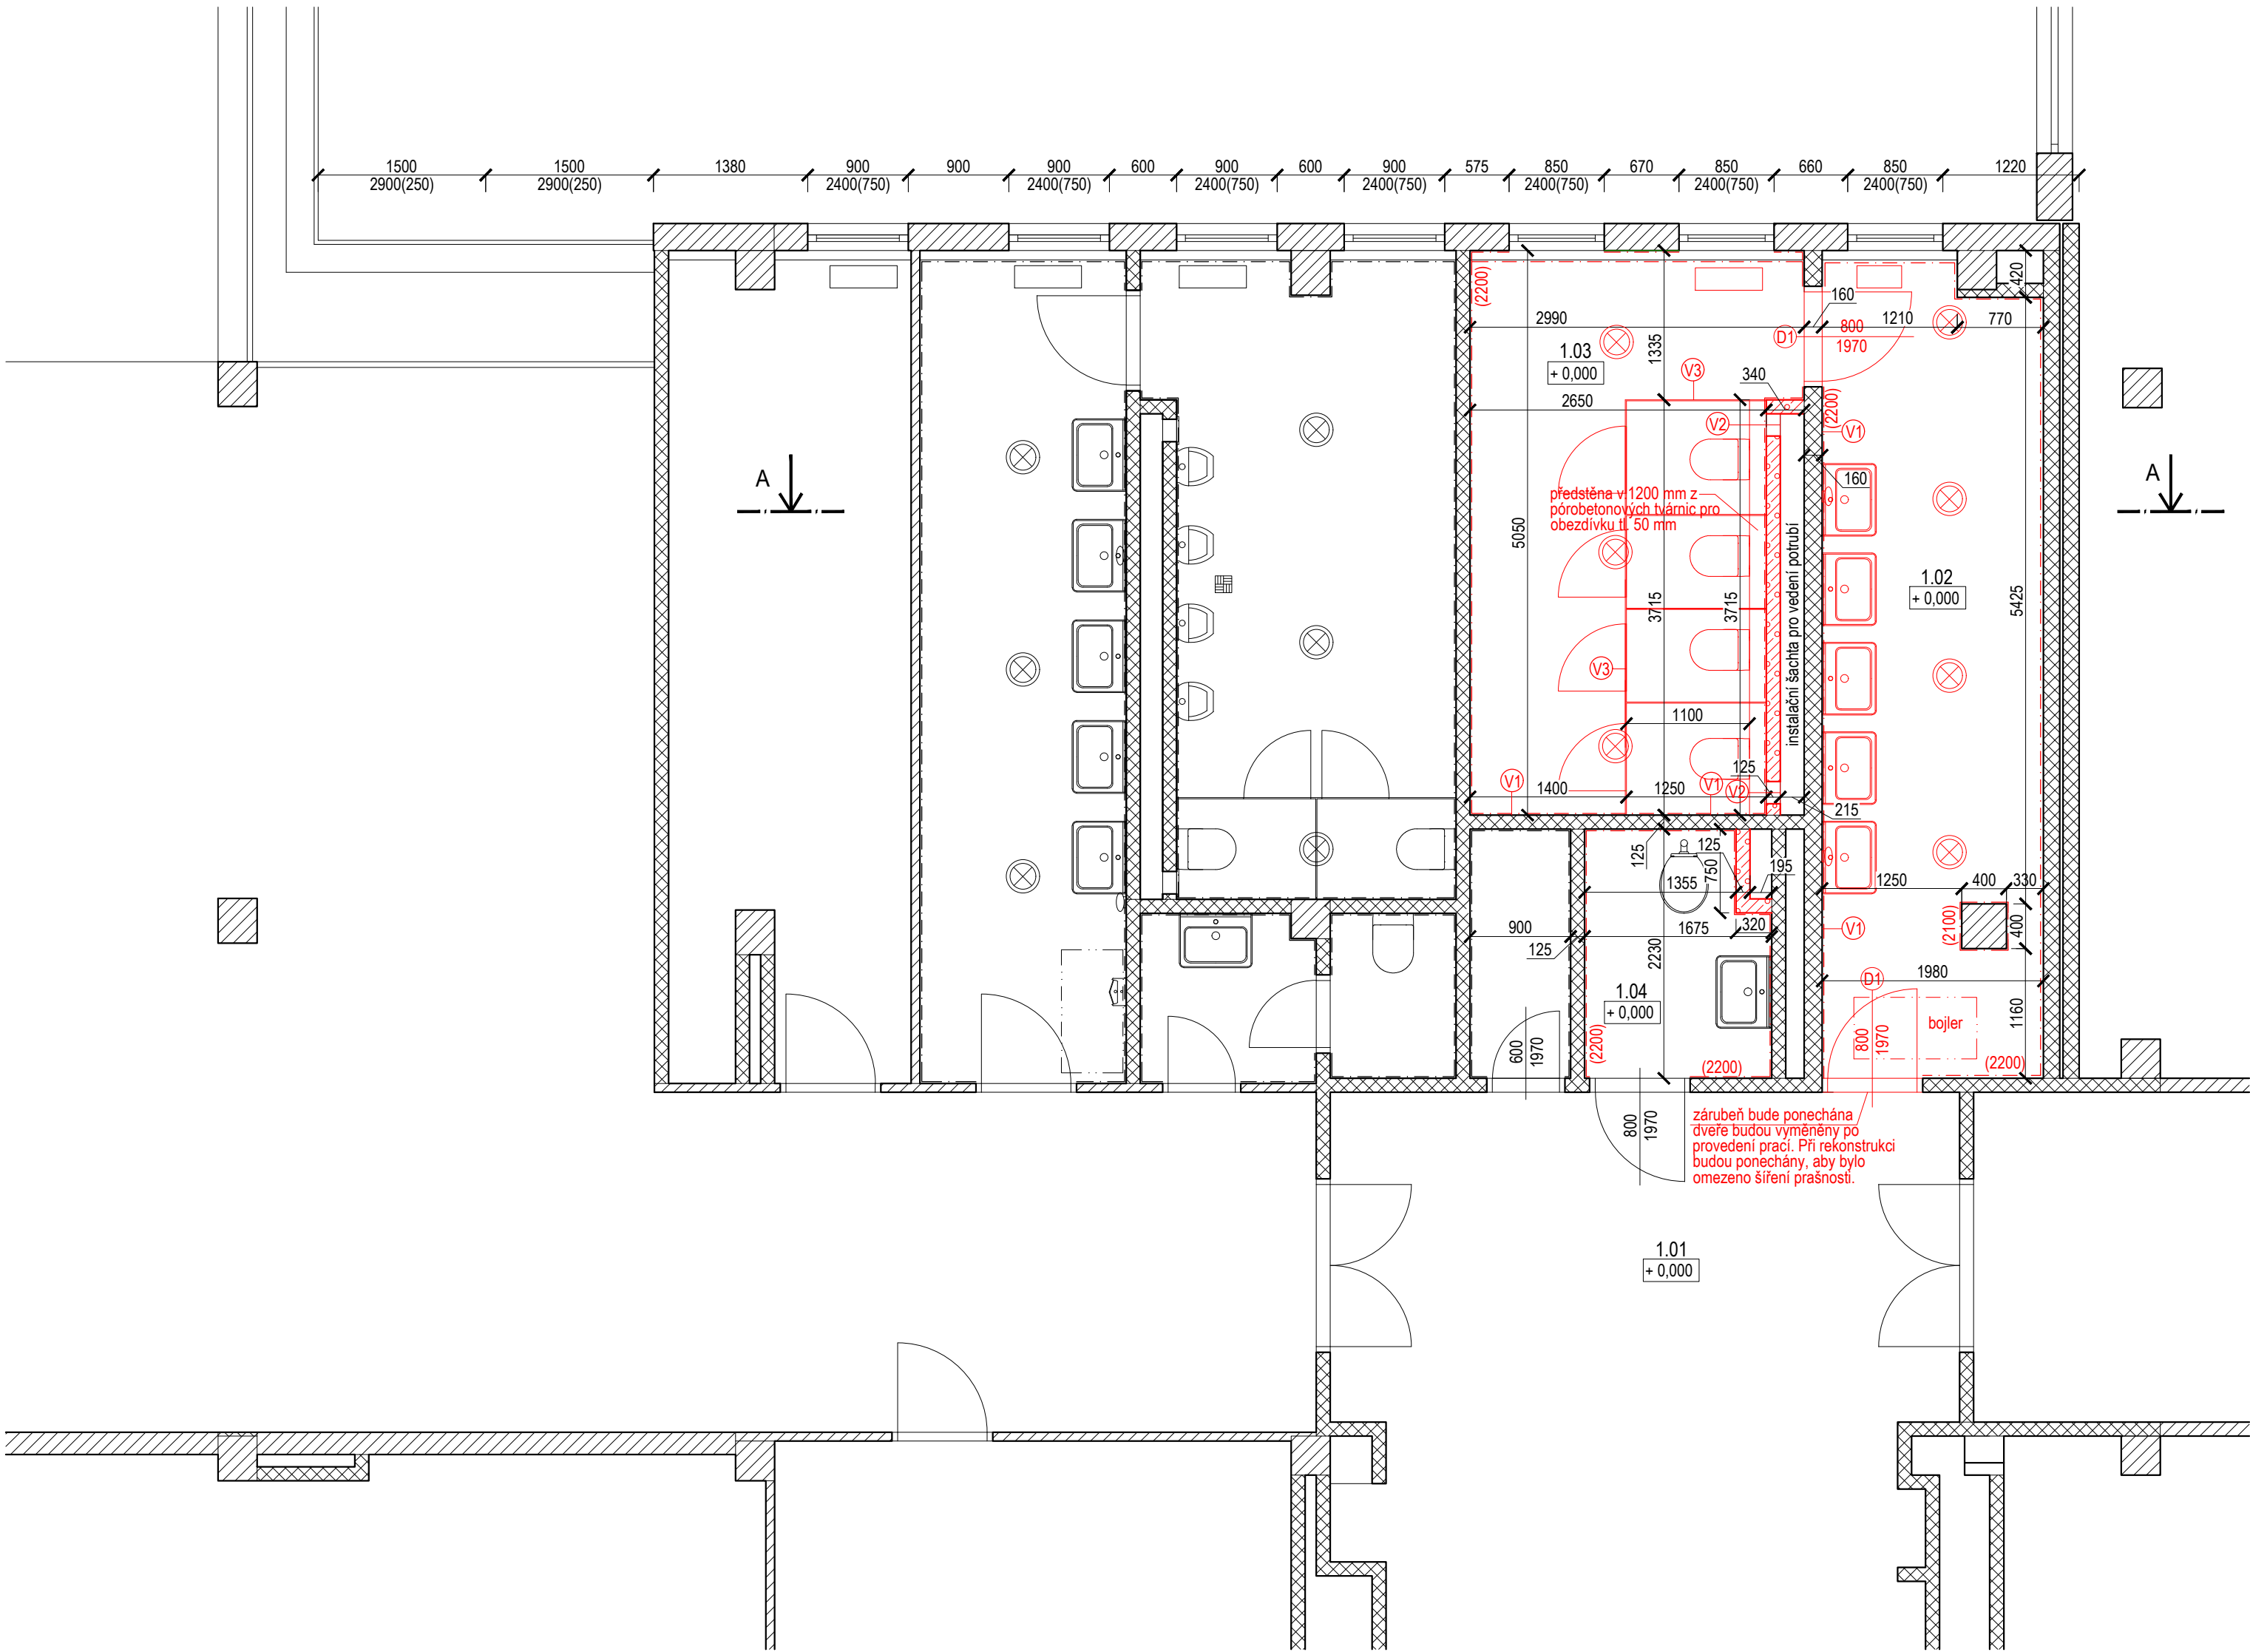 1500 1500 1380 900 900 900 600 900 600 900 575 850 670 850 660 850 1220
2900(250) 2900(250) 2400(750) 2400(750) 2400(750) 2400(750) 2400(750) 2400(750) 2400(750)
420
(2200)
160
2990
800
1210
770
D1
1970
1.03
+ 0,000
1335
V3
340
2650
(2200)
V2
V1
A
A
160
předstěna v.1200 mm z
pórobetonových tvárnic pro
obezdívku tl. 50 mm
5050
instalační šachta pro vedení potrubí
1.02
+ 0,000
3715
3715
5425
V3
1100
125
V1
1400
1250
V1
V2
215
125
125
750
195
1355
1250
400
330
900
1675
320
125
2230
(2100)
400
V1
1980
D1
1.04
+ 0,000
1160
bojler
800
1970
600
1970
(2200)
(2200)
(2200)
800
1970
zárubeň bude ponechána
dveře budou vyměněny po
provedení prací. Při rekonstrukci
budou ponechány, aby bylo
omezeno šíření prašnosti.
1.01
+ 0,000